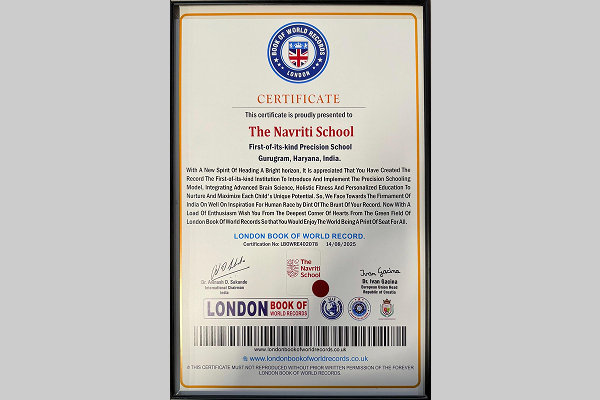 BOOK OF WORLD RECORDS
LONDON
CERTIFICATE
This certificate is proudly presented to
The Navriti School
First-of-its-kind Precision School
Gurugram, Haryana, India.
With A New Spirit Of Heading A Bright horizon, It Is appreciated That You Have Created The
Record The First-of-its-kind Institution To Introduce And Implement The Precision Schooling
Model, Integrating Advanced Brain Science, Holistic Fitness And Personalized Education To
Nurture And Maximize Each Child's Unique Potential. So, We Face Towards The Firmament Of
India On Well On Inspiration For Human Race by Dint Of The Brunt Of Your Record. Now With A
Load Of Enthusiasm Wish You From The Deepest Corner Of Hearts From The Green Field Of
London Book Of World Records So that You Would Enjoy The World Being A Print Of Seat For All.
LONDON BOOK OF WORLD RECORD.
Certification No: LBOWRE402078 14/08/2025
The
Navriti
School
Ivan Gacina
Dr. Avinash D. Sakunde
International Chairman
India
Dr. Ivan Gacina
European Union Head
Republic of Croatia
LONDON BOOK OF
WORLD RECORDS
www.londonbookofworldrecords.co.uk
www.londonbookofworldrecords.co.uk
THIS CERTIFICATE MUST NOT BE REPRODUCED WITHOUT PRIOR WRITTEN PERMISSION OF THE FOREVER
LONDON BOOK OF WORLD RECORDS